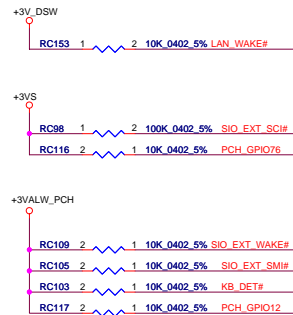 +3V_DSW
RC153 1 2 10K_0402_5% LAN_WAKE#
+3VS
RC98 1 2 100K_0402_5% SIO_EXT_SCI#
RC116 2 1 10K_0402_5% PCH_GPIO76
+3VALW_PCH
RC109 2 1 10K_0402_5% SIO_EXT_WAKE#
RC105 2 1 10K_0402_5% SIO_EXT_SMI#
RC103 2 1 10K_0402_5% KB_DET#
RC117 2 1 10K_0402_5% PCH_GPIO12